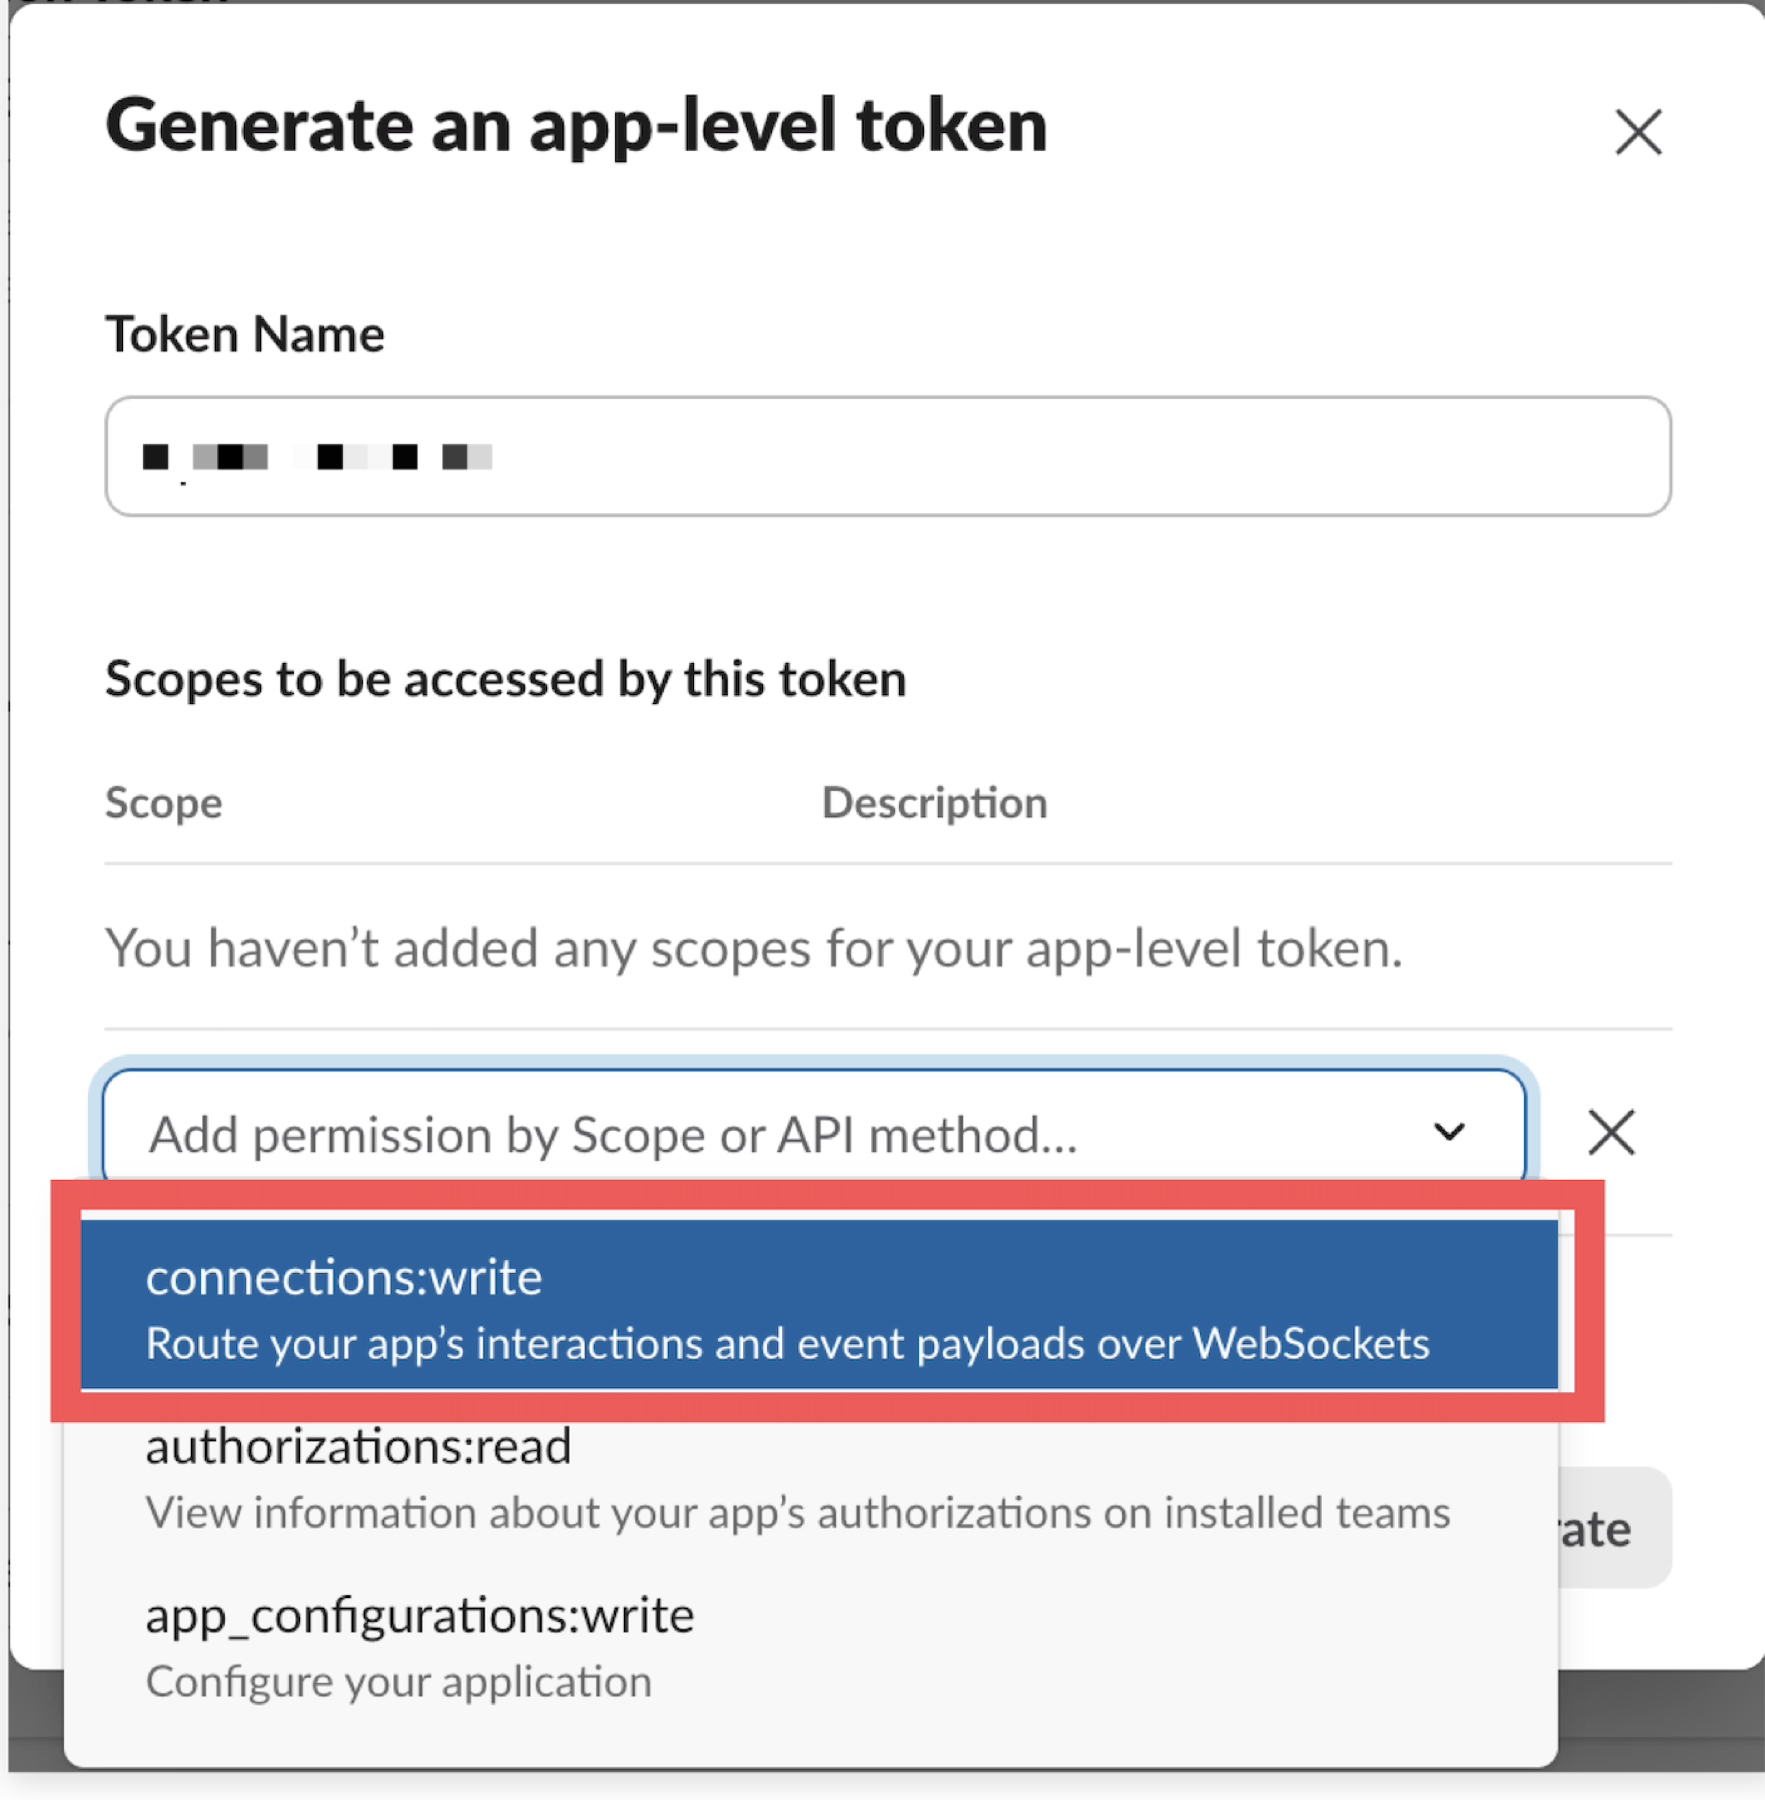 Generate an app-level token
Token Name
Scopes to be accessed by this token
Scope Description
You haven’t added any scopes for your app-level token.
Add permission by Scope or API method...
connections:write
Route your app’s interactions and event payloads over WebSockets
authorizations:read
View information about your app’s authorizations on installed teams
rate
app_configurations:write
Configure your application